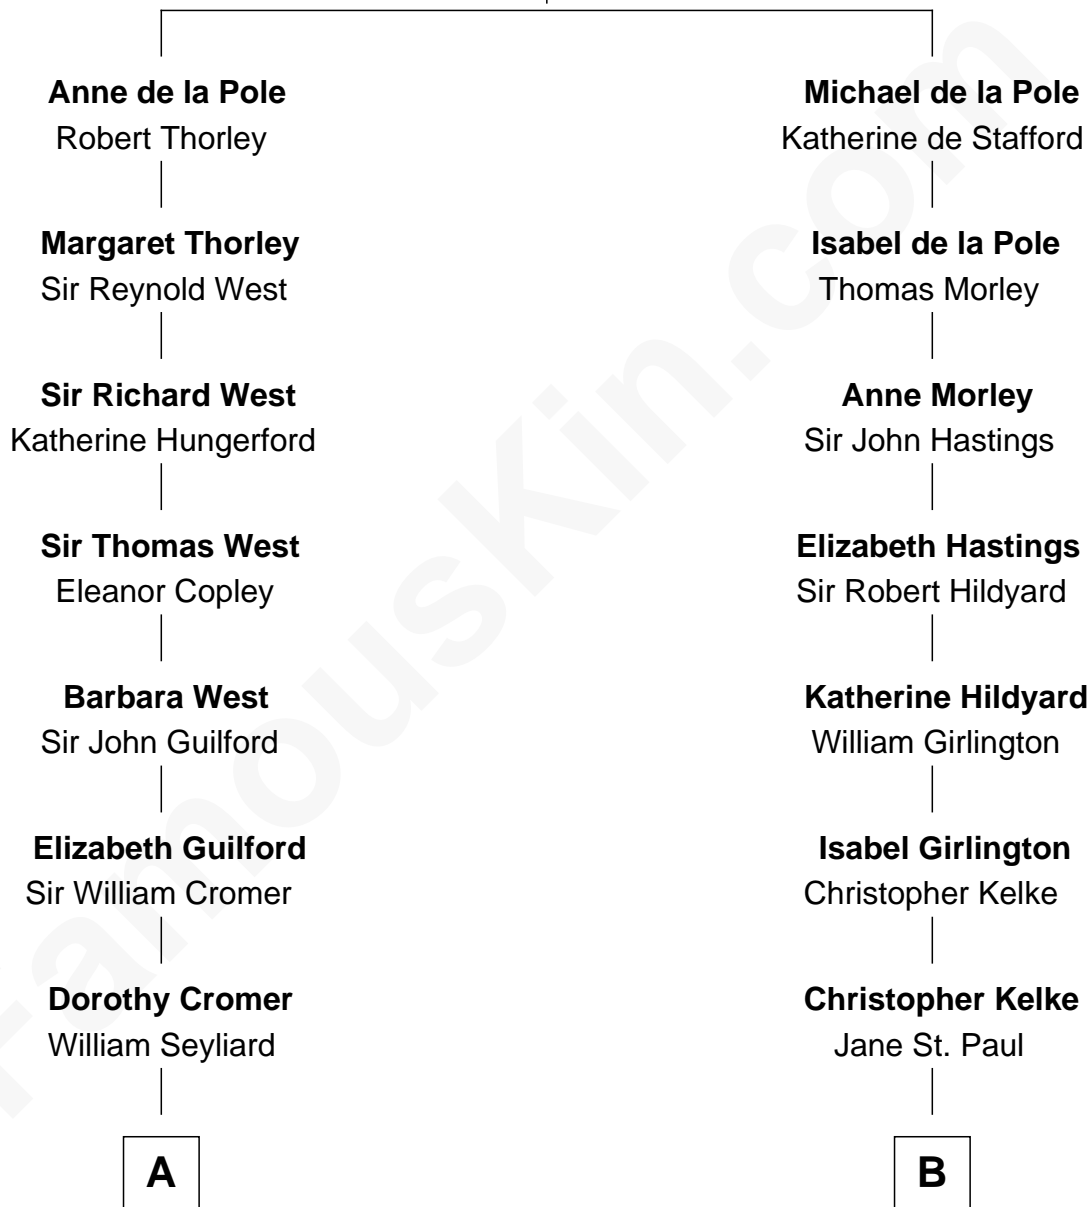 Anne de la Pole
Robert Thorley
Margaret Thorley
Sir Reynold West
Sir Richard West
Katherine Hungerford
Sir Thomas West
Eleanor Copley
Barbara West
Sir John Guilford
Elizabeth Guilford
Sir William Cromer
Dorothy Cromer
William Seyliard
A
Michael de la Pole
Katherine de Stafford
Isabel de la Pole
Thomas Morley
Anne Morley
Sir John Hastings
Elizabeth Hastings
Sir Robert Hildyard
Katherine Hildyard
William Girlington
Isabel Girlington
Christopher Kelke
Christopher Kelke
Jane St. Paul
B
FamousKin.com